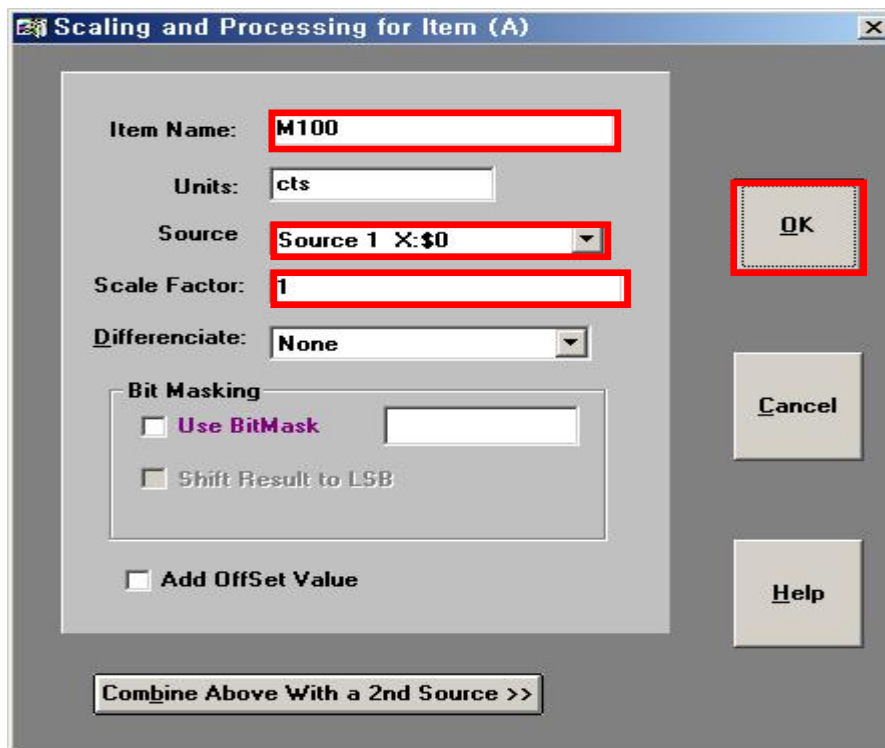 Scaling and Processing for Item (A)
Item Name: M100
Units: cts
Source Source 1 X:$0
Scale Factor: 1
Differenciate: None
Bit Masking
Use BitMask
Shift Result to LSB
Add OffSet Value
Combine Above With a 2nd Source >>
OK
Cancel
Help